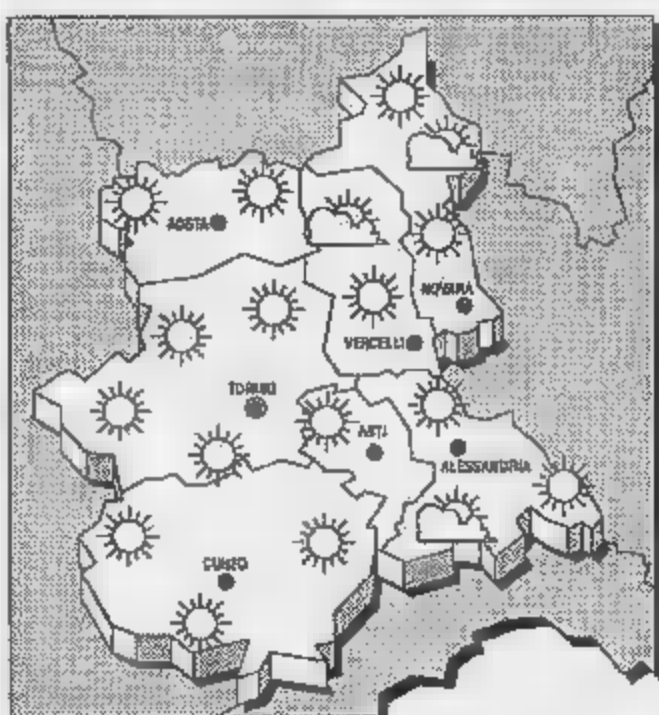 AOSTA
NOVARA
VERCELLI
TORINO
ASTI
ALESSANDRIA
CUNEO